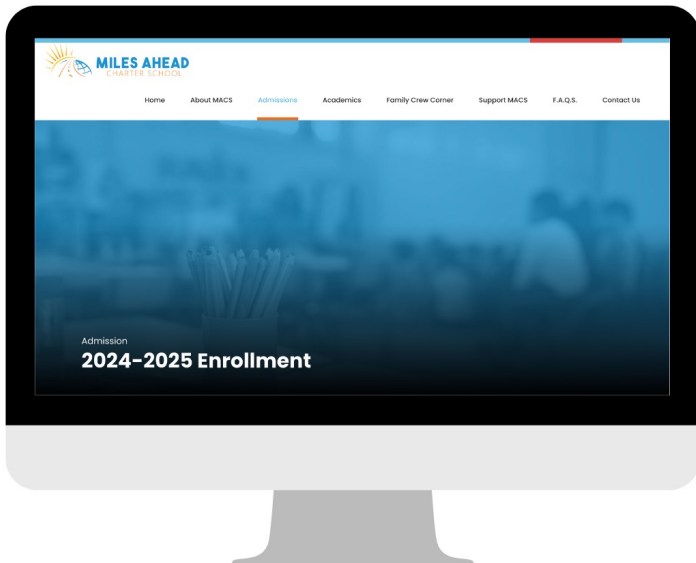 MILES AHEAD
CHARTER SCHOOL
Home About MACS Admissions Academics Family Crew Corner Support MACS F.A.Q.S. Contact Us
Admission
2024-2025 Enrollment